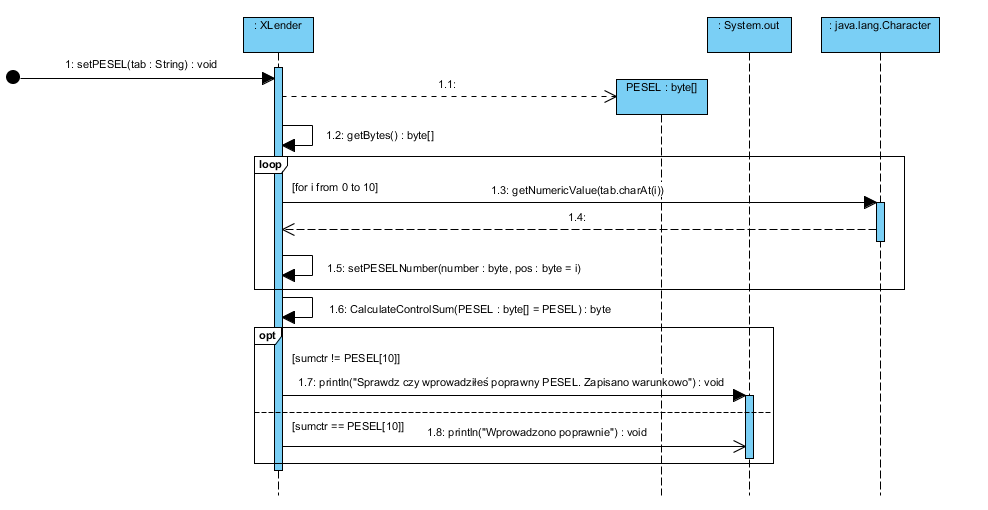 : XLender
: System.out
: java.lang.Character
1: setPESEL(tab : String) : void
1.1:
PESEL : byte[]
1.2: getBytes() : byte[]
loop
[for i from 0 to 10]
1.3: getNumericValue(tab.charAt(i))
1.4:
1.5: setPESELNumber(number : byte, pos : byte = i)
1.6: CalculateControlSum(PESEL : byte[] = PESEL) : byte
opt
[sumctr != PESEL[10]]
1.7: println("Sprawdz czy wprowadziłeś poprawny PESEL. Zapisano warunkowo") : void
[sumctr == PESEL[10]]
1.8: println("Wprowadzono poprawnie") : void